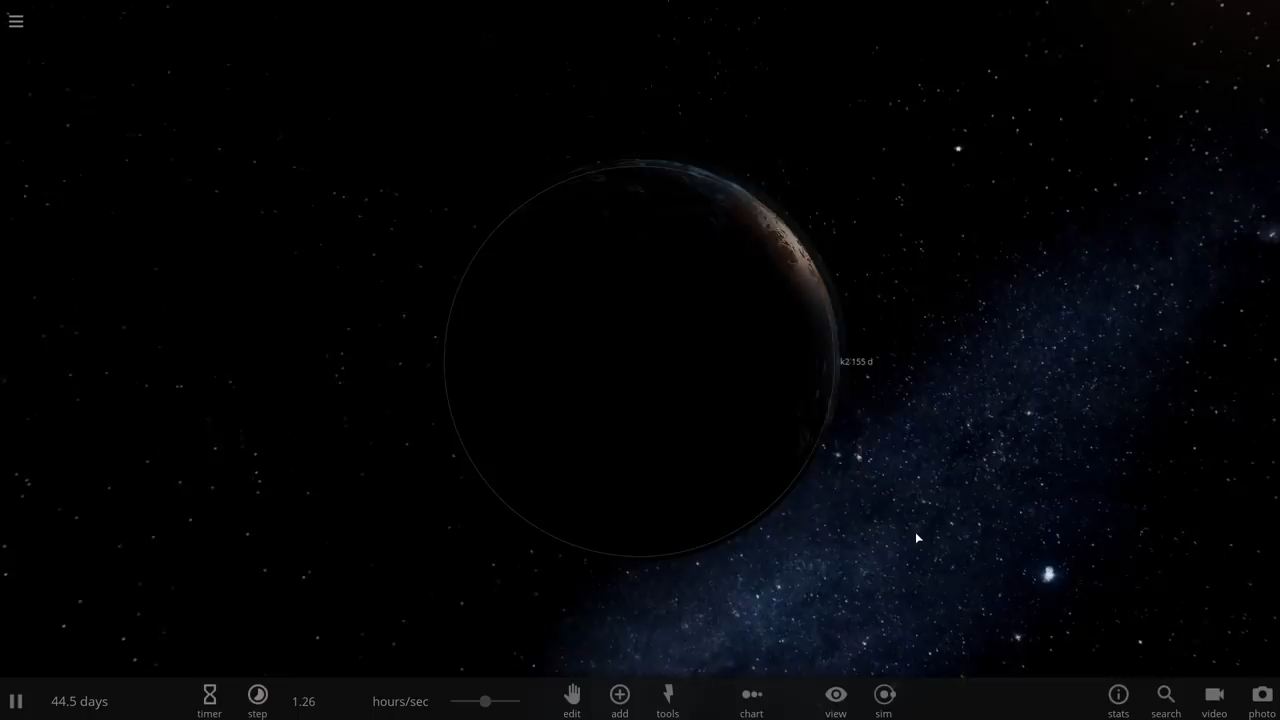 k2 155 d
44.5 days
timer
step
1.26
hours/sec
edit
add
tools
chart
view
sim
stats
search
video
photo